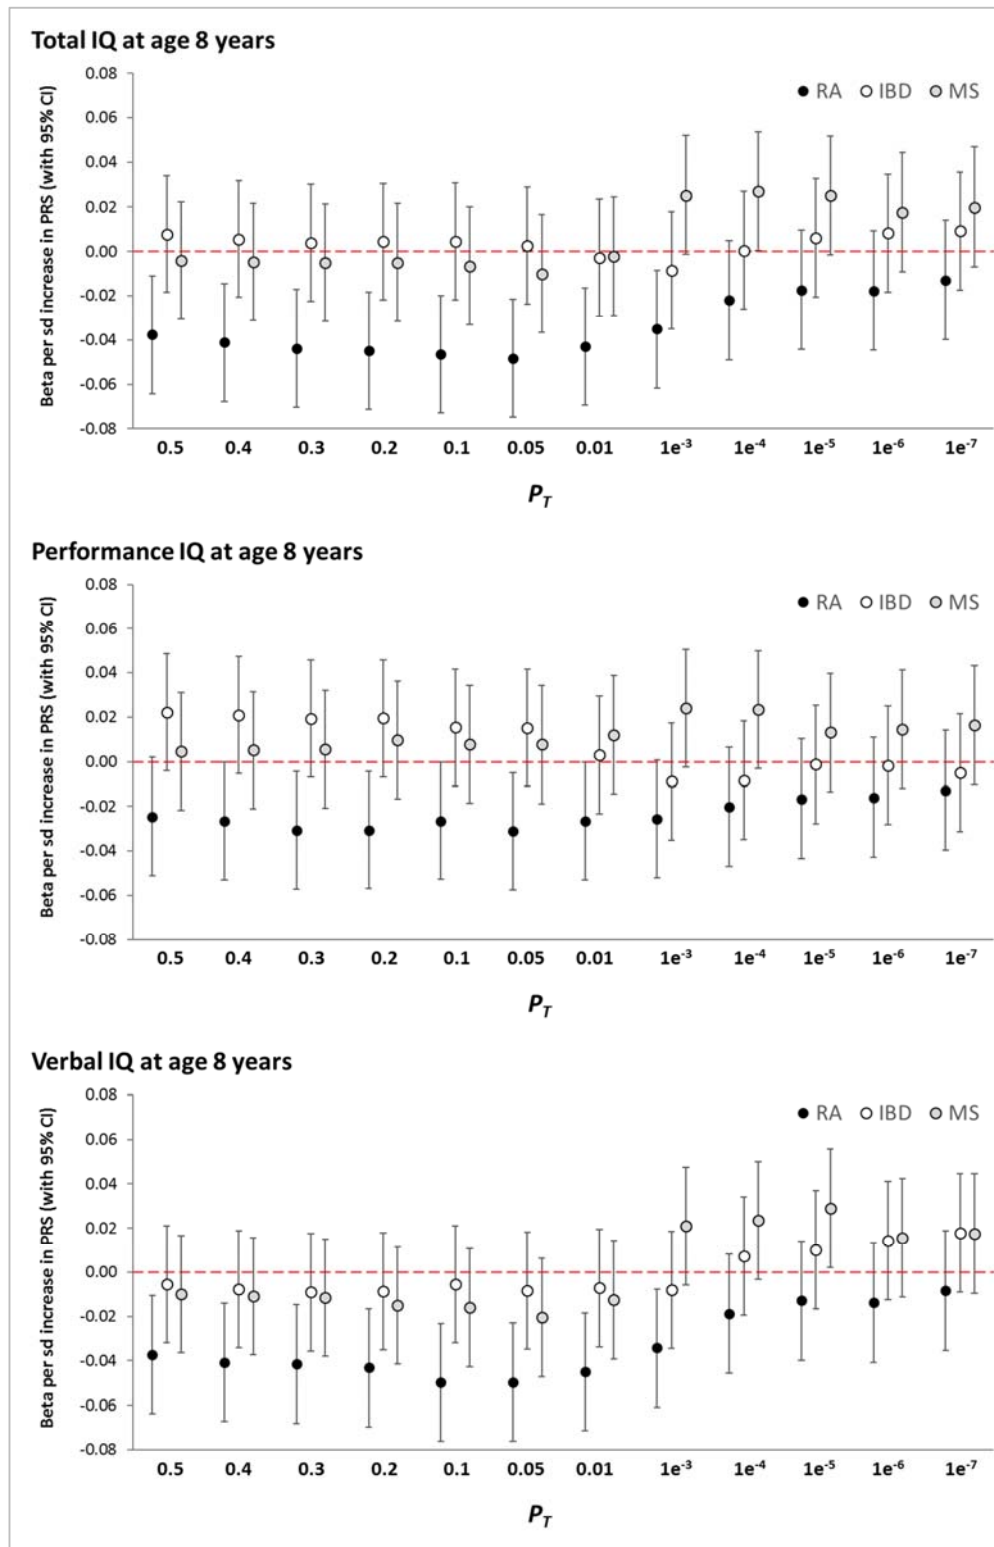 Total IQ at age 8 years
Beta per sd increase in PRS (with 95% CI)
0.08
0.06
0.04
0.02
0.00
-0.02
-0.04
-0.06
-0.08
RA IBD MS
0.5 0.4 0.3 0.2 0.1 0.05 0.01 1e⁻³ 1e⁻⁴ 1e⁻⁵ 1e⁻⁶ 1e⁻⁷
P_T
Performance IQ at age 8 years
Beta per sd increase in PRS (with 95% CI)
0.08
0.06
0.04
0.02
0.00
-0.02
-0.04
-0.06
-0.08
RA IBD MS
0.5 0.4 0.3 0.2 0.1 0.05 0.01 1e⁻³ 1e⁻⁴ 1e⁻⁵ 1e⁻⁶ 1e⁻⁷
P_T
Verbal IQ at age 8 years
Beta per sd increase in PRS (with 95% CI)
0.08
0.06
0.04
0.02
0.00
-0.02
-0.04
-0.06
-0.08
RA IBD MS
0.5 0.4 0.3 0.2 0.1 0.05 0.01 1e⁻³ 1e⁻⁴ 1e⁻⁵ 1e⁻⁶ 1e⁻⁷
P_T